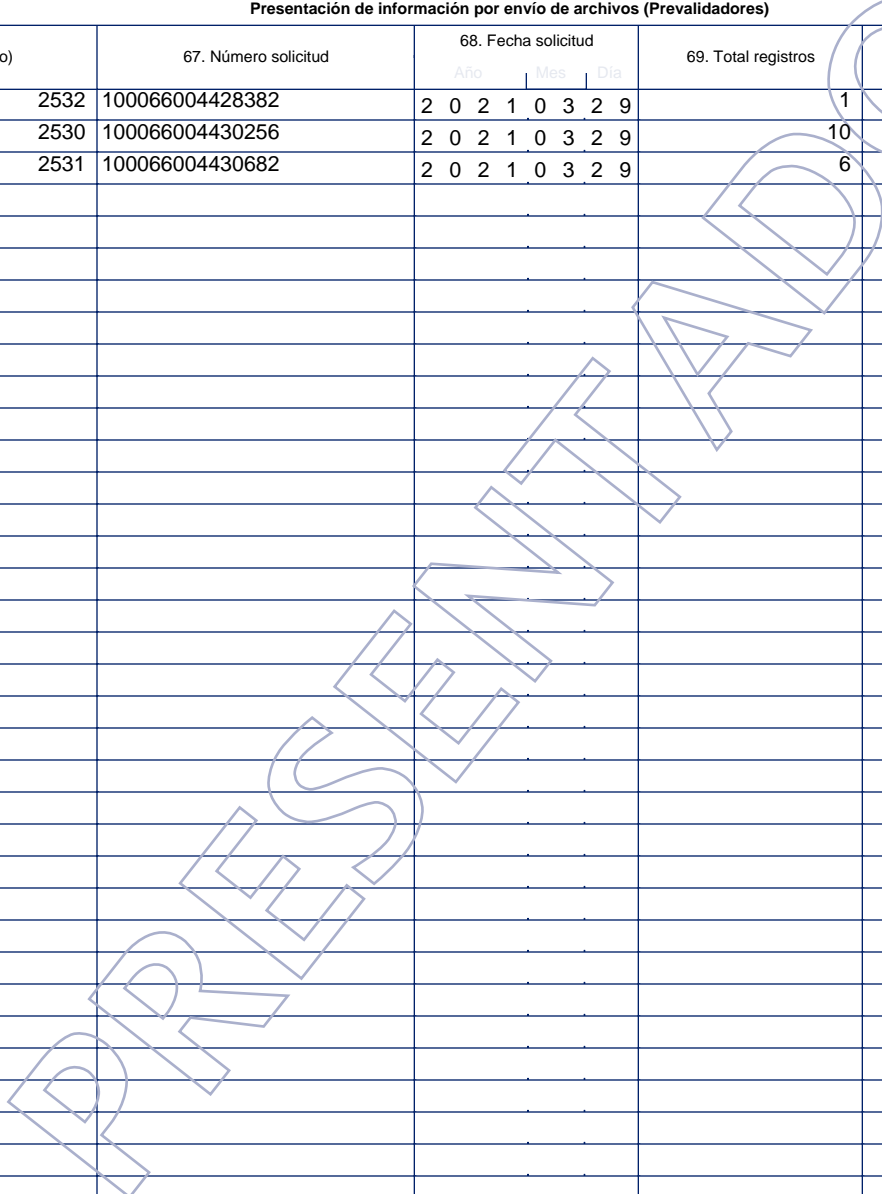 Presentación de información por envío de archivos (Prevalidadores)
o) 67. Número solicitud 68. Fecha solicitud 69. Total registros
Año Mes Día
2532 100066004428382 2 0 2 1 0 3 2 9 1
2530 100066004430256 2 0 2 1 0 3 2 9 10
2531 100066004430682 2 0 2 1 0 3 2 9 6
PRESENTADO